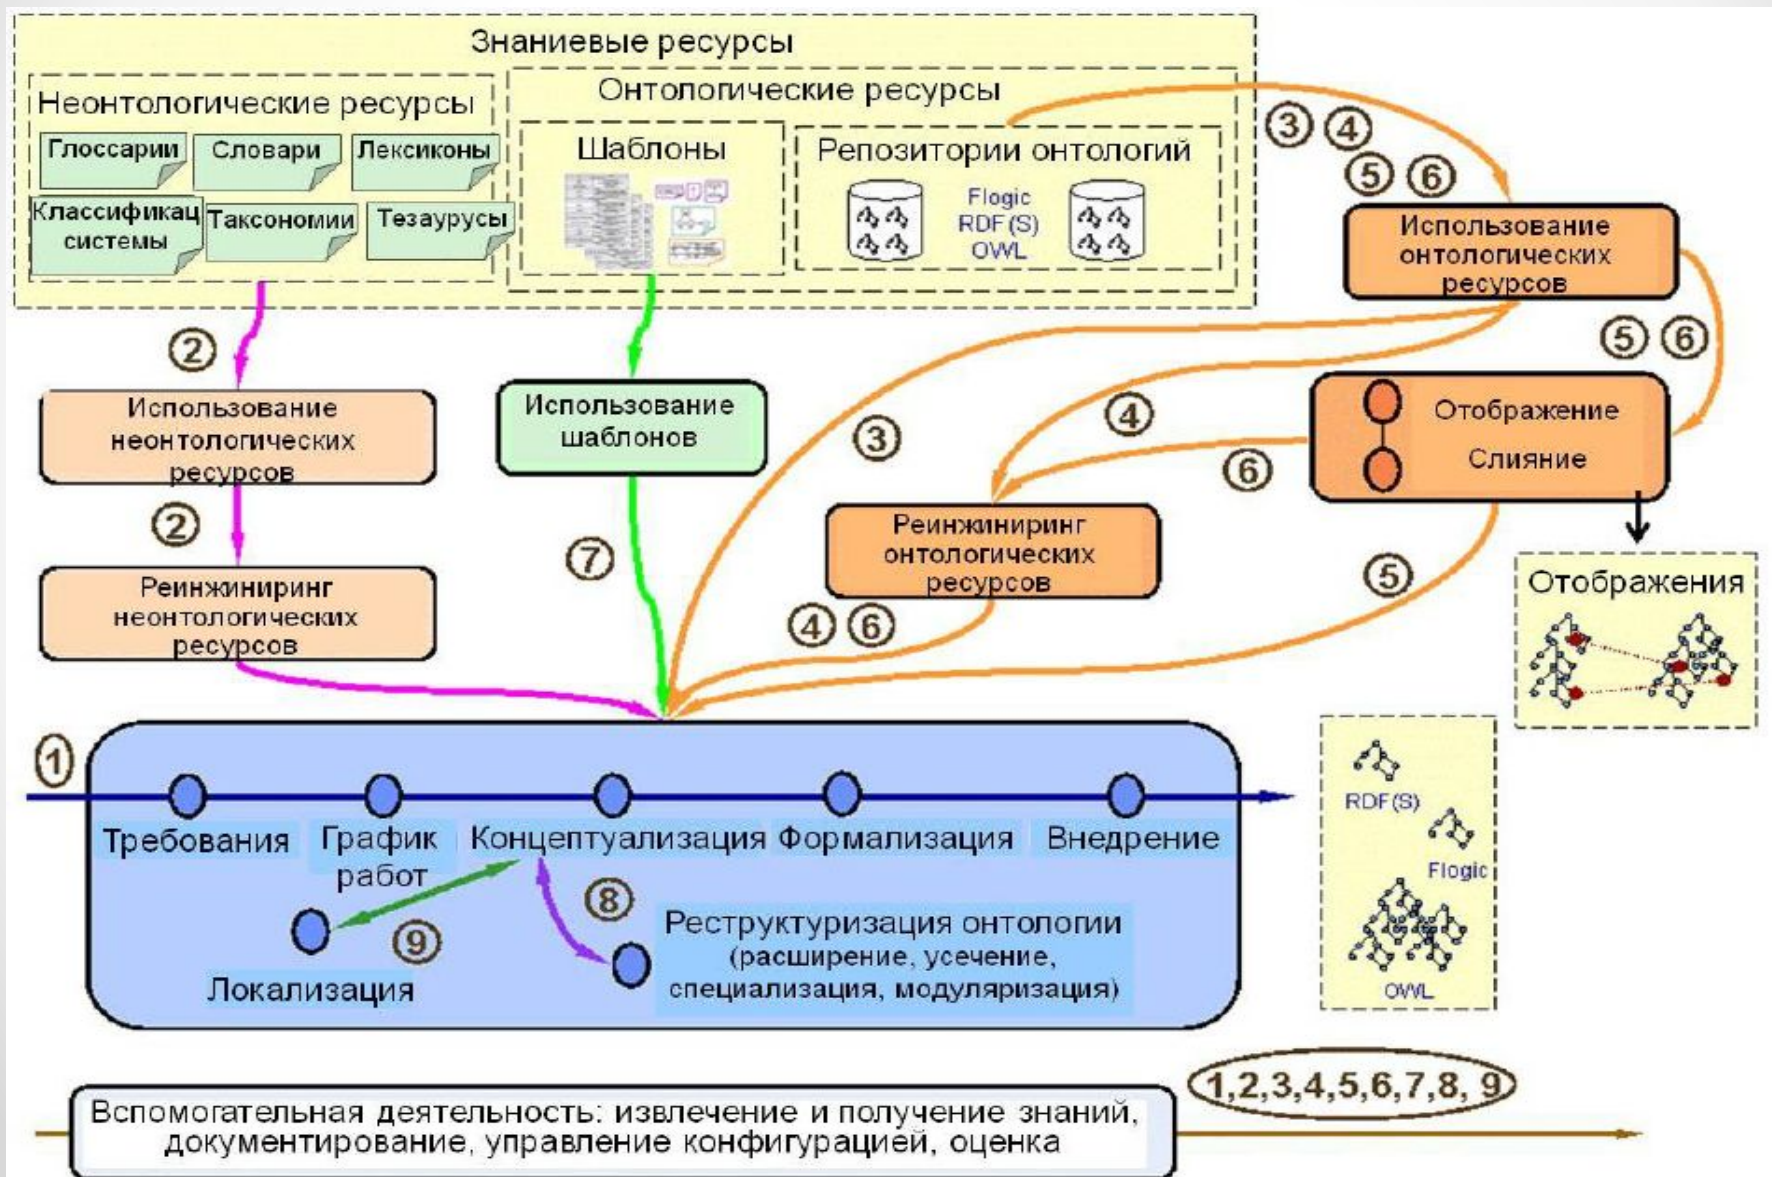 Знаниевые ресурсы
Неонтологические ресурсы
Глоссарии
Словари
Лексиконы
Классификац
системы
Таксономии
Тезаурусы
Онтологические ресурсы
Шаблоны
Репозитории онтологий
Flogic
RDF(S)
OWL
3 4
5 6
Использование
онтологических
ресурсов
2
5 6
Использование
неонтологических
ресурсов
Использование
шаблонов
3
4
6
Отображение
Слияние
2
7
Реинжиниринг
онтологических
ресурсов
5
Отображения
Реинжиниринг
неонтологических
ресурсов
4 6
1
Требования
График
работ
Концептуализация
Формализация
Внедрение
8
9
Локализация
Реструктуризация онтологии
(расширение, усечение,
специализация, модуляризация)
RDF(S)
Flogic
OWL
1,2,3,4,5,6,7,8, 9
Вспомогательная деятельность: извлечение и получение знаний,
документирование, управление конфигурацией, оценка